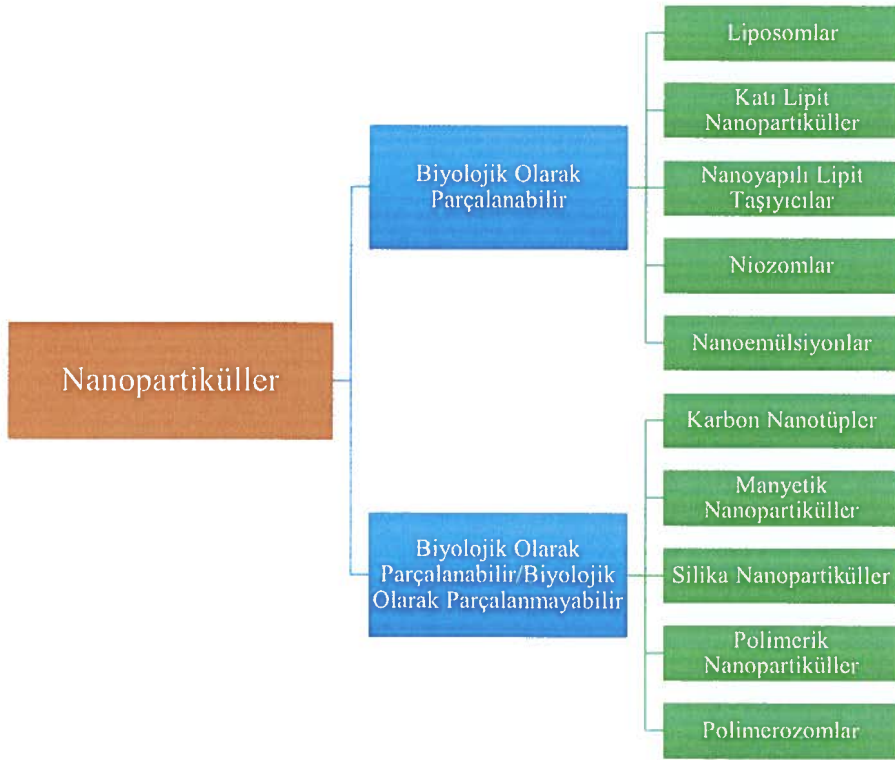 Nanopartiküller
Biyolojik Olarak
Parçalanabilir
Liposomlar
Katı Lipit
Nanopartiküller
Nanoyapılı Lipit
Taşıyıcılar
Niozomlar
Nanoemülsiyonlar
Biyolojik Olarak
Parçalanabilir/Biyolojik
Olarak Parçalanmayabilir
Karbon Nanotüpler
Manyetik
Nanopartiküller
Silika Nanopartiküller
Polimerik
Nanopartiküller
Polimerozomlar